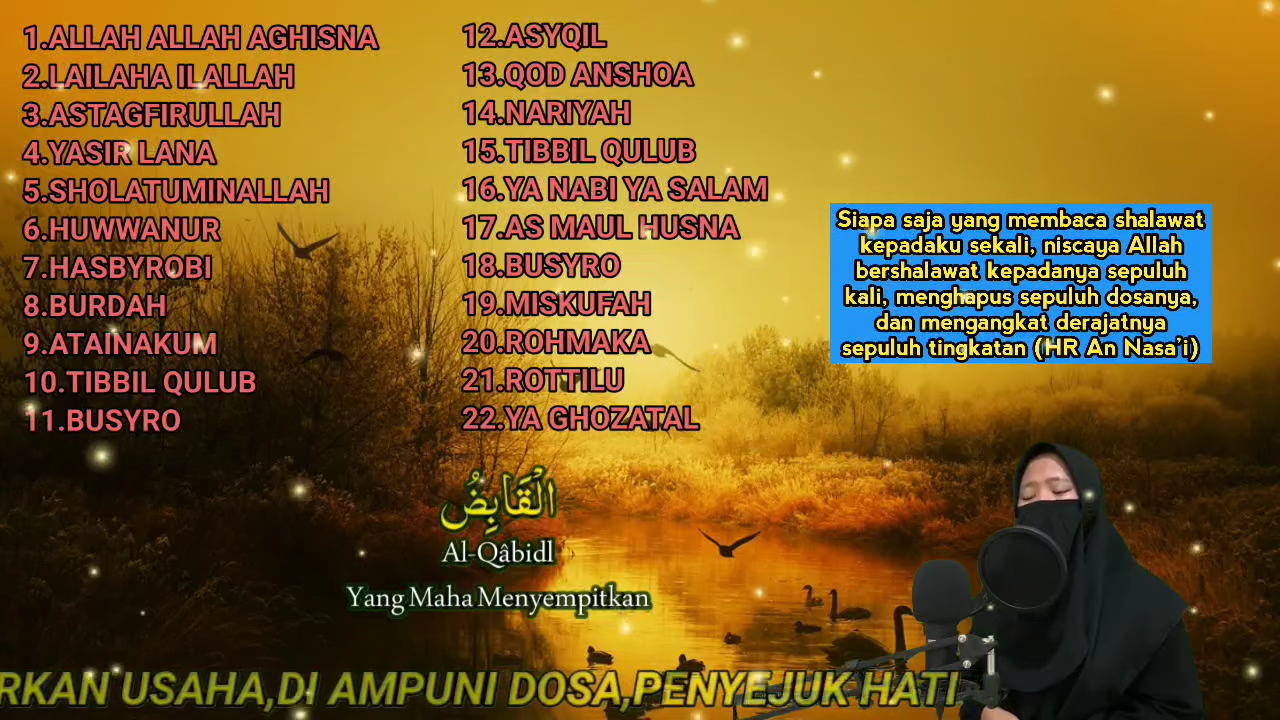 1.ALLAH ALLAH AGHISNA
2.LAILAHA ILALLAH
3.ASTAGFIRULLAH
4.YASIR LANA
5.SHOLATUMINALLAH
6.HUWWANUR
7.HASBYROBI
8.BURDAH
9.ATAINAKUM
10.TIBBIL QULUB
11.BUSYRO
12.ASYQIL
13.QOD ANSHOA
14.NARIYAH
15.TIBBIL QULUB
16.YA NABI YA SALAM
17.AS MAUL HUSNA
18.BUSYRO
19.MISKUFAH
20.ROHMAKA
21.ROTTILU
22.YA GHOZATAL
Siapa saja yang membaca shalawat
kepadaku sekali, niscaya Allah
bershalawat kepadanya sepuluh
kali, menghapus sepuluh dosanya,
dan mengangkat derajatnya
sepuluh tingkatan (HR An Nasa'i)
الْقَابِضُ
Al-Qâbidl
Yang Maha Menyempitkan
RKAN USAHA,DI AMPUNI DOSA,PENYEJUK HATI